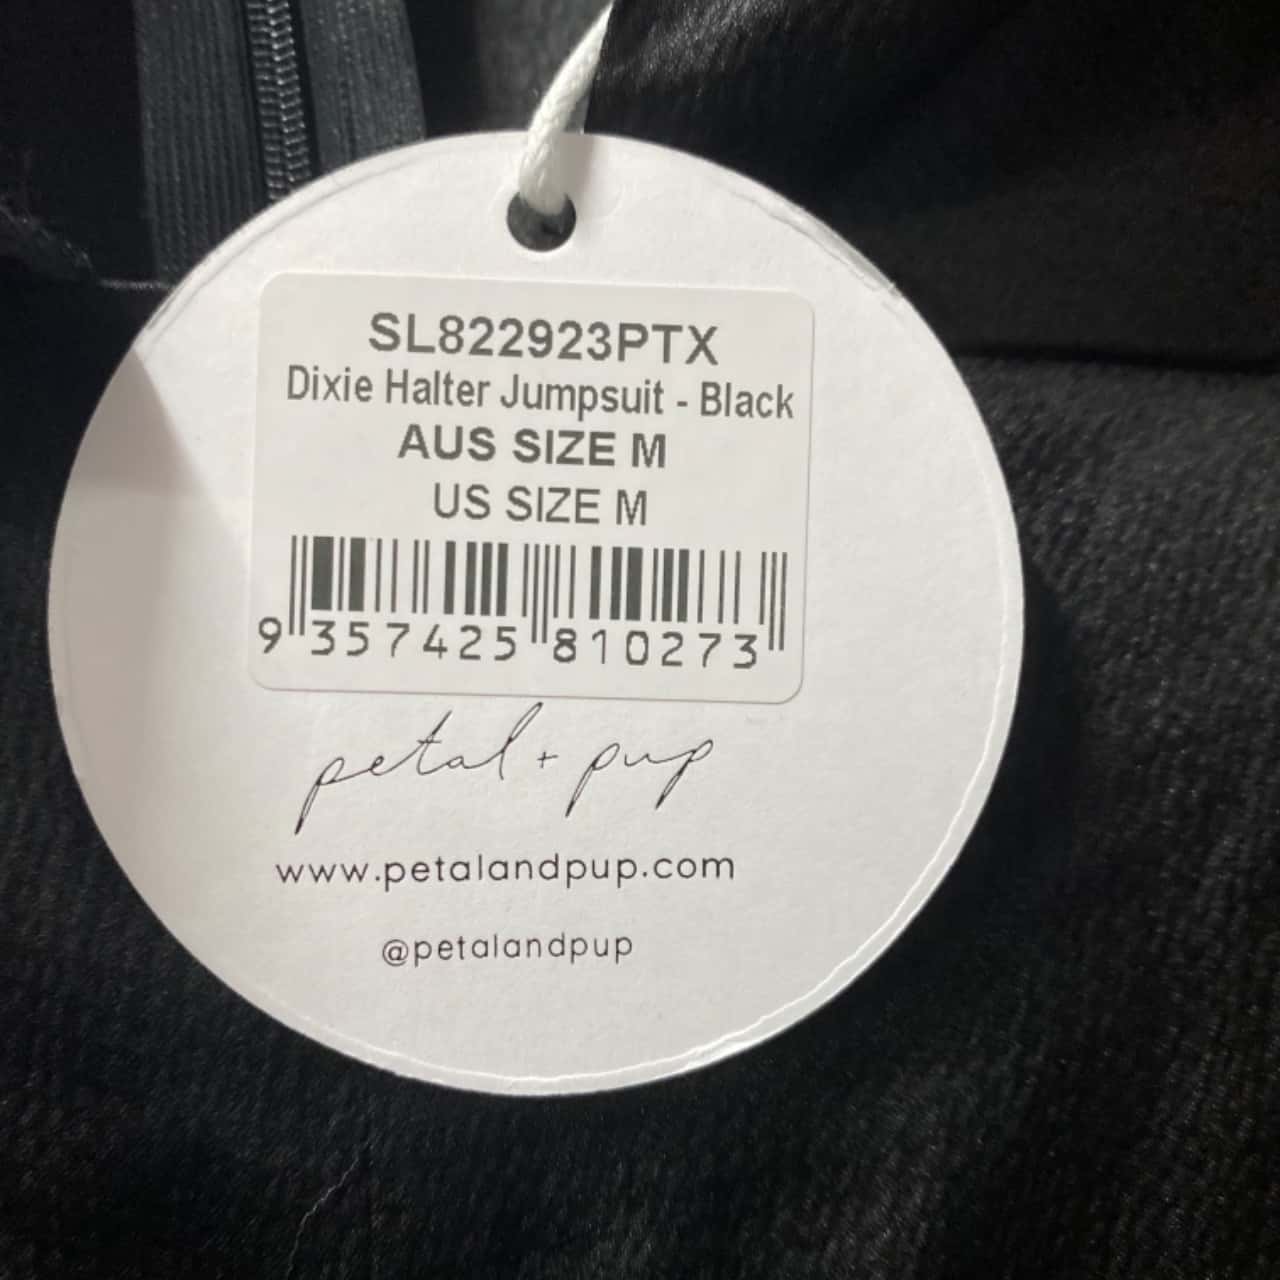 SL822923PTX
Dixie Halter Jumpsuit - Black
AUS SIZE M
US SIZE M
9 357425 810273
petal + pup
www.petalandpup.com
@petalandpup